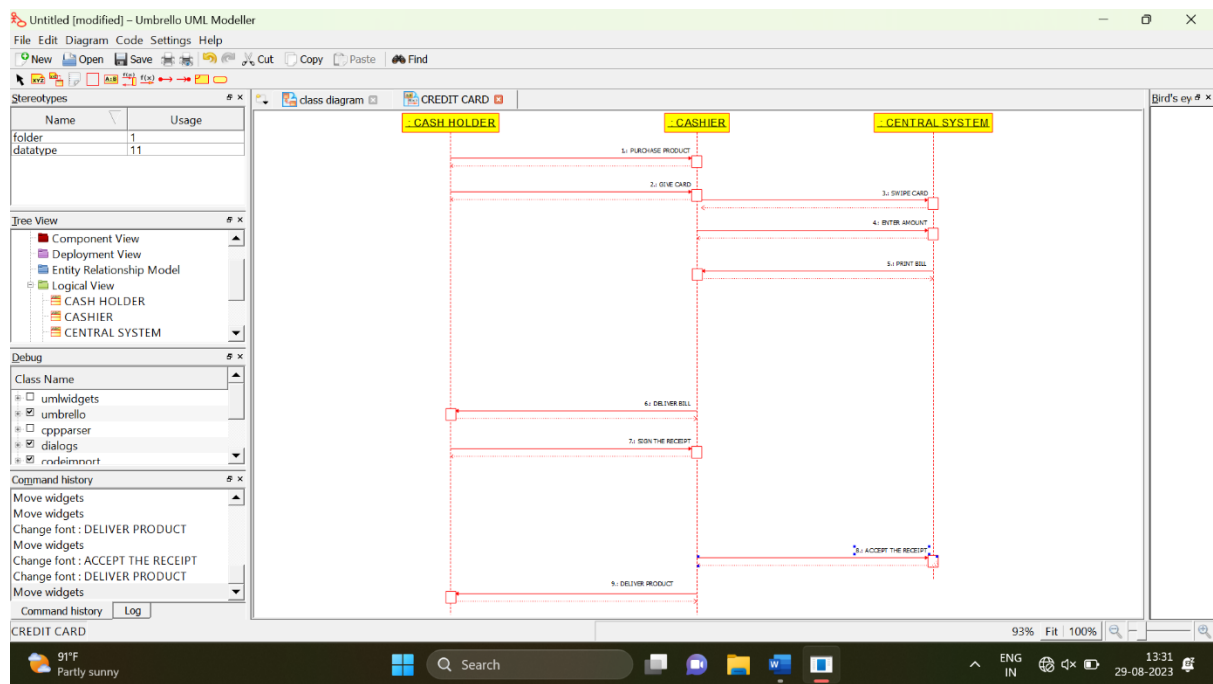 Untitled [modified] – Umbrello UML Modeller
File Edit Diagram Code Settings Help
New Open Save Cut Copy Paste Find
Stereotypes
Name Usage
folder 1
datatype 11
Tree View
Component View
Deployment View
Entity Relationship Model
Logical View
CASH HOLDER
CASHIER
CENTRAL SYSTEM
Debug
Class Name
umlwidgets
umbrello
cppparser
dialogs
codeimport
Command history
Move widgets
Move widgets
Change font : DELIVER PRODUCT
Move widgets
Change font : ACCEPT THE RECEIPT
Change font : DELIVER PRODUCT
Move widgets
Command history Log
class diagram CREDIT CARD
Bird's ey
: CASH HOLDER : CASHIER : CENTRAL SYSTEM
1.: PURCHASE PRODUCT
2.: GIVE CARD
3.: SWIPE CARD
4.: ENTER AMOUNT
5.: PRINT BILL
6.: DELIVER BILL
7.: SIGN THE RECEIPT
8.: ACCEPT THE RECEIPT
9.: DELIVER PRODUCT
CREDIT CARD
93% Fit 100%
91°F
Partly sunny
Search
ENG
IN
13:31
29-08-2023